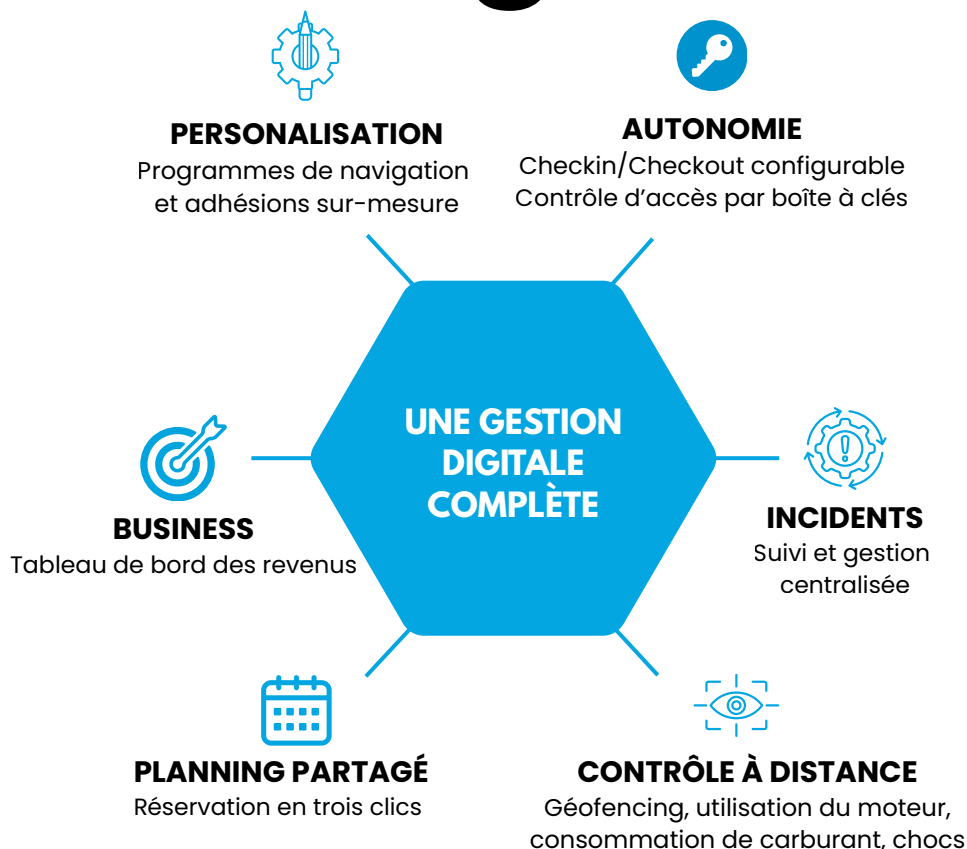 PERSONALISATION
Programmes de navigation
et adhésions sur-mesure
AUTONOMIE
Checkin/Checkout configurable
Contrôle d'accès par boîte à clés
UNE GESTION
DIGITALE
COMPLÈTE
BUSINESS
Tableau de bord des revenus
INCIDENTS
Suivi et gestion
centralisée
PLANNING PARTAGÉ
Réservation en trois clics
CONTRÔLE À DISTANCE
Géofencing, utilisation du moteur,
consommation de carburant, chocs